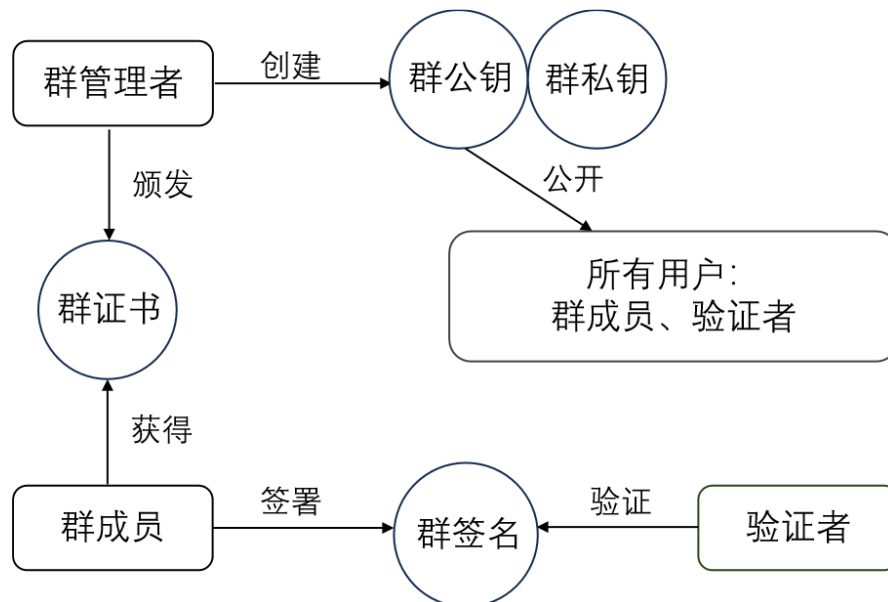 群管理者
创建
群公钥
群私钥
颁发
公开
群证书
所有用户：
群成员、验证者
获得
群成员
签署
群签名
验证
验证者